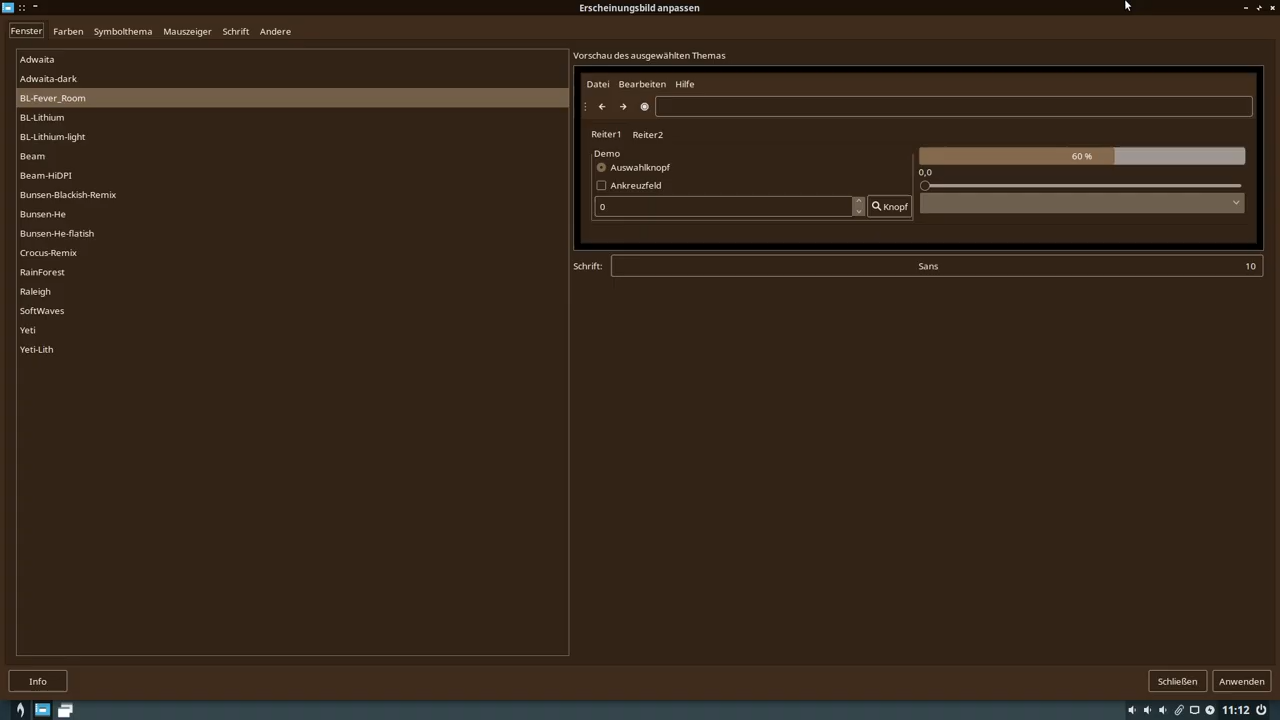 Erscheinungsbild anpassen
Fenster Farben Symbolthema Mauszeiger Schrift Andere
Adwaita
Adwaita-dark
BL-Fever_Room
BL-Lithium
BL-Lithium-light
Beam
Beam-HiDPI
Bunsen-Blackish-Remix
Bunsen-He
Bunsen-He-flatish
Crocus-Remix
RainForest
Raleigh
SoftWaves
Yeti
Yeti-Lith
Vorschau des ausgewählten Themas
Datei Bearbeiten Hilfe
Reiter1 Reiter2
Demo
Auswahlknopf
Ankreuzfeld
0 Knopf
60 %
0,0
Schrift: Sans 10
Info Schließen Anwenden
11:12